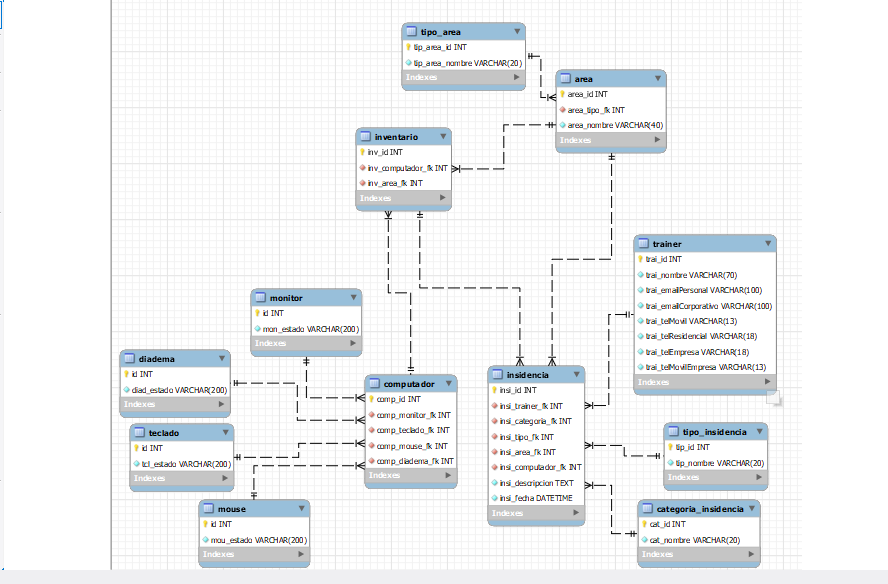 tipo_area
tip_area_id INT
tip_area_nombre VARCHAR(20)
Indexes
area
area_id INT
area_tipo_fk INT
area_nombre VARCHAR(40)
Indexes
inventario
inv_id INT
inv_computador_fk INT
inv_area_fk INT
Indexes
trainer
trai_id INT
trai_nombre VARCHAR(70)
trai_emailPersonal VARCHAR(100)
trai_emailCorporativo VARCHAR(100)
trai_telMovil VARCHAR(13)
trai_telResidencial VARCHAR(18)
trai_telEmpresa VARCHAR(18)
trai_telMovilEmpresa VARCHAR(13)
Indexes
monitor
id INT
mon_estado VARCHAR(200)
Indexes
diadema
id INT
diad_estado VARCHAR(200)
Indexes
computador
comp_id INT
comp_monitor_fk INT
comp_teclado_fk INT
comp_mouse_fk INT
comp_diadema_fk INT
Indexes
insidencia
insi_id INT
insi_trainer_fk INT
insi_categoria_fk INT
insi_tipo_fk INT
insi_area_fk INT
insi_computador_fk INT
insi_descripcion TEXT
insi_fecha DATETIME
Indexes
teclado
id INT
tcl_estado VARCHAR(200)
Indexes
tipo_insidencia
tip_id INT
tip_nombre VARCHAR(20)
Indexes
mouse
id INT
mou_estado VARCHAR(200)
Indexes
categoria_insidencia
cat_id INT
cat_nombre VARCHAR(20)
Indexes